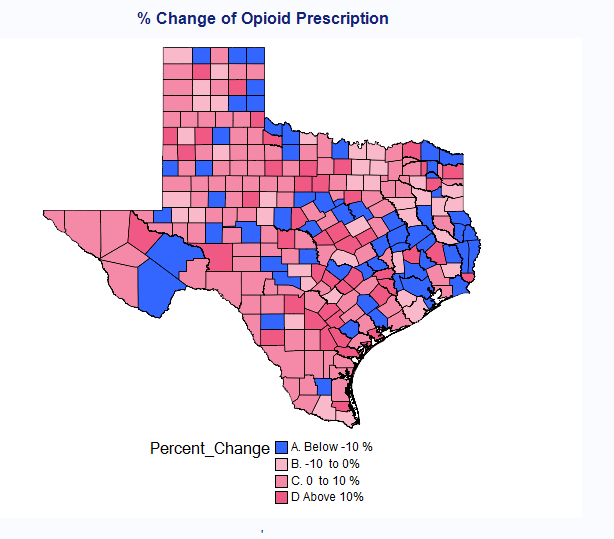 % Change of Opioid Prescription
Percent_Change
A. Below -10 %
B. -10 to 0%
C. 0 to 10 %
D Above 10%